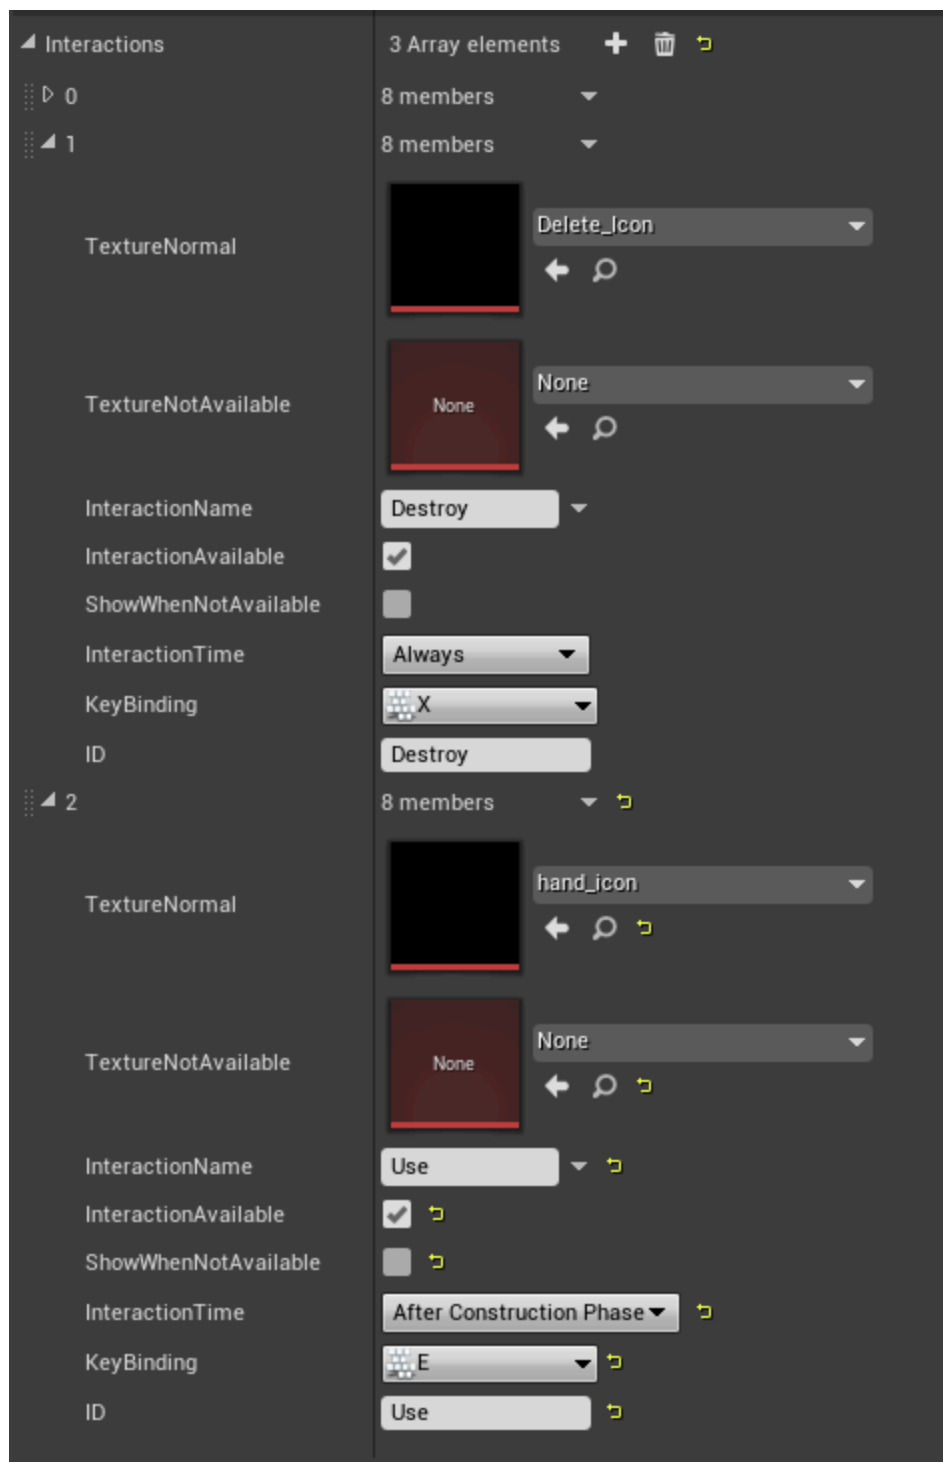 Interactions 3 Array elements
0 8 members
1 8 members
TextureNormal Delete_Icon
TextureNotAvailable None None
InteractionName Destroy
InteractionAvailable
ShowWhenNotAvailable
InteractionTime Always
KeyBinding X
ID Destroy
2 8 members
TextureNormal hand_icon
TextureNotAvailable None None
InteractionName Use
InteractionAvailable
ShowWhenNotAvailable
InteractionTime After Construction Phase
KeyBinding E
ID Use